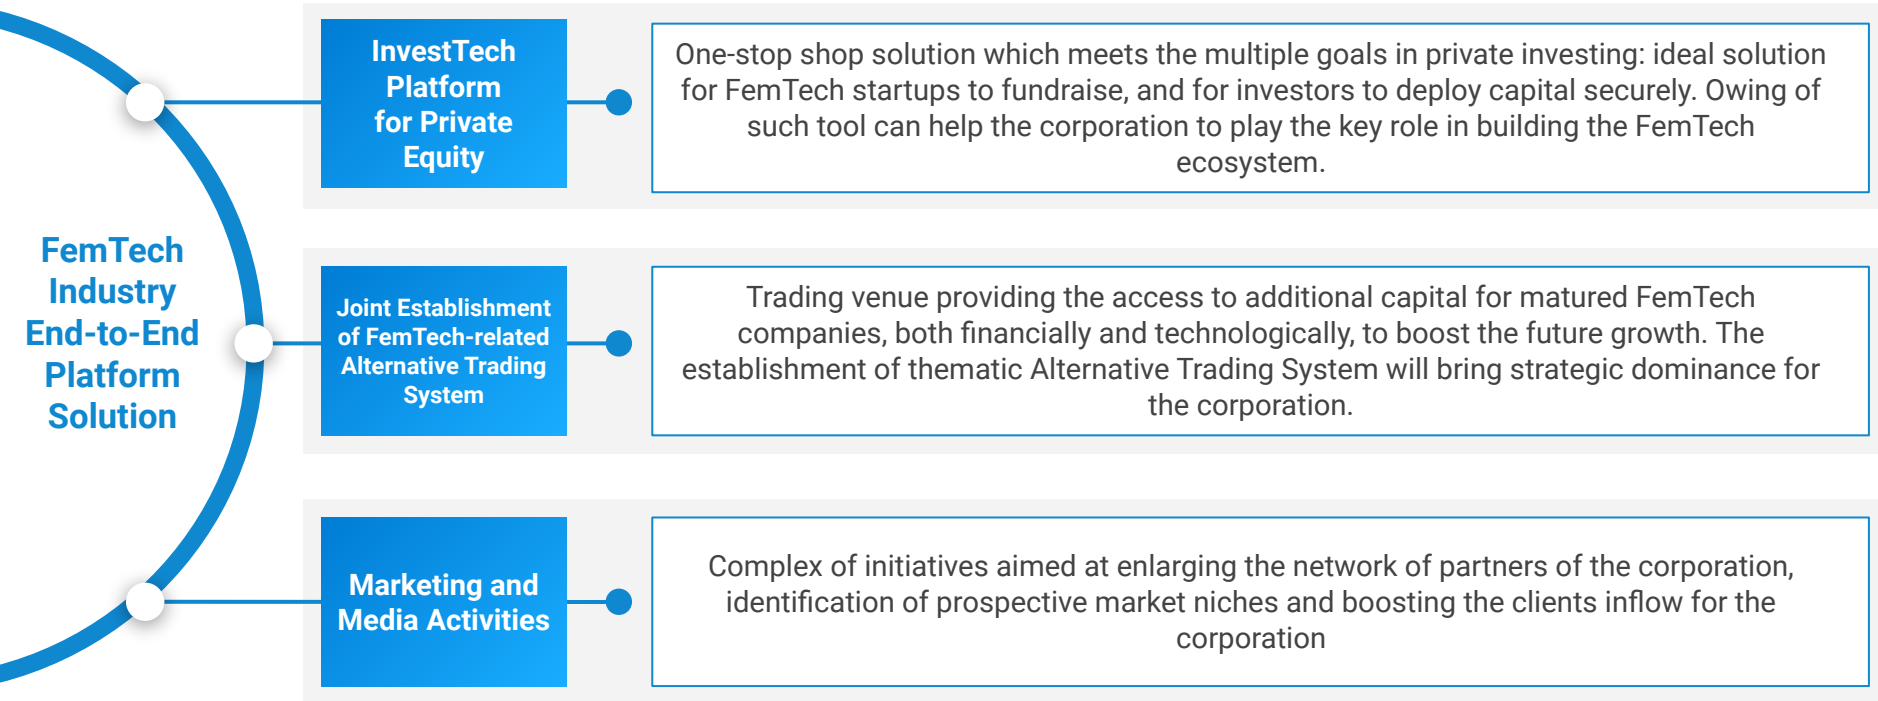 FemTech
Industry
End-to-End
Platform
Solution
InvestTech
Platform
for Private
Equity
One-stop shop solution which meets the multiple goals in private investing: ideal solution
for FemTech startups to fundraise, and for investors to deploy capital securely. Owing of
such tool can help the corporation to play the key role in building the FemTech
ecosystem.
Joint Establishment
of FemTech-related
Alternative Trading
System
Trading venue providing the access to additional capital for matured FemTech
companies, both financially and technologically, to boost the future growth. The
establishment of thematic Alternative Trading System will bring strategic dominance for
the corporation.
Marketing and
Media Activities
Complex of initiatives aimed at enlarging the network of partners of the corporation,
identification of prospective market niches and boosting the clients inflow for the
corporation